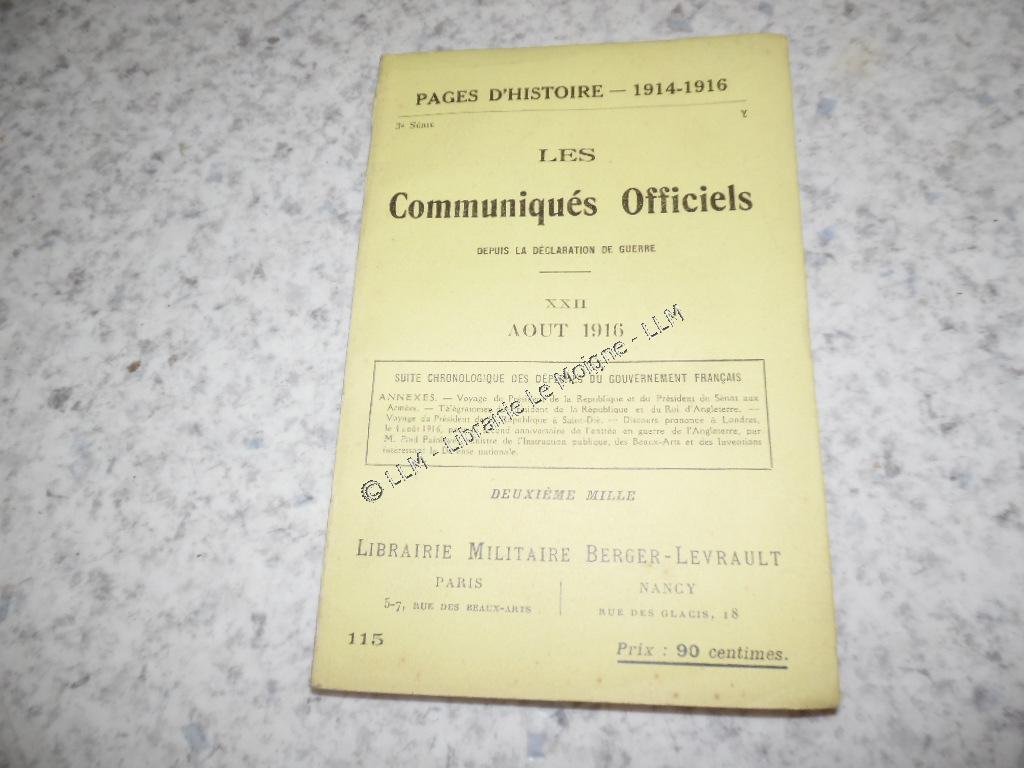 PAGES D'HISTOIRE — 1914-1916
3e Série Y
LES
Communiqués Officiels
DEPUIS LA DÉCLARATION DE GUERRE
XXII
AOUT 1916
SUITE CHRONOLOGIQUE DES DÉPÊCHES DU GOUVERNEMENT FRANÇAIS
ANNEXES. — Voyage du Président de la République et du Président du Sénat aux
Armées. — Télégrammes du Président de la République et du Roi d'Angleterre. —
Voyage du Président de la République à Saint-Dié. — Discours prononcé à Londres,
le 4 août 1916, second anniversaire de l'entrée en guerre de l'Angleterre, par
M. Paul Painlevé, ministre de l'Instruction publique, des Beaux-Arts et des Inventions
intéressant la Défense nationale.
© LLM - Librairie Le Moigne - LLM
DEUXIÈME MILLE
LIBRAIRIE MILITAIRE BERGER-LEVRAULT
PARIS
5-7, RUE DES BEAUX-ARTS
NANCY
RUE DES GLACIS, 18
115
Prix : 90 centimes.